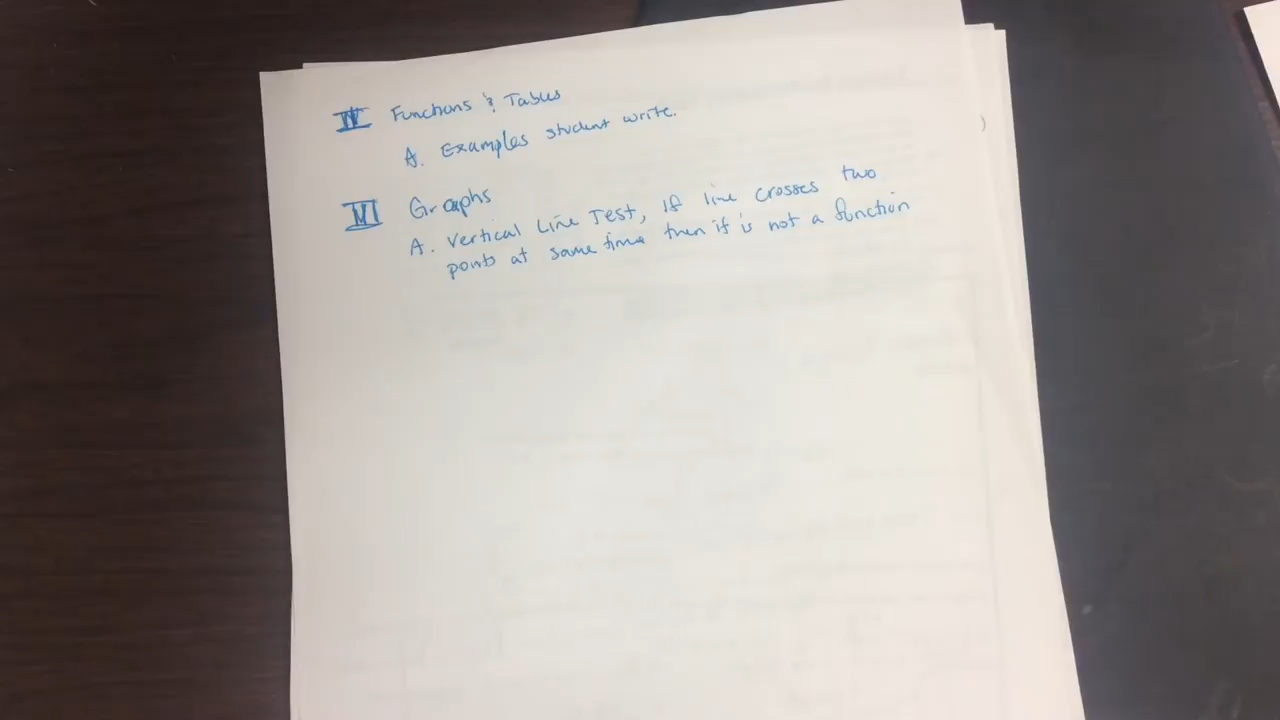 IV Functions & Tables
A. Examples student write.
VI Graphs
A. Vertical Line Test, if line crosses two
points at same time then it is not a function